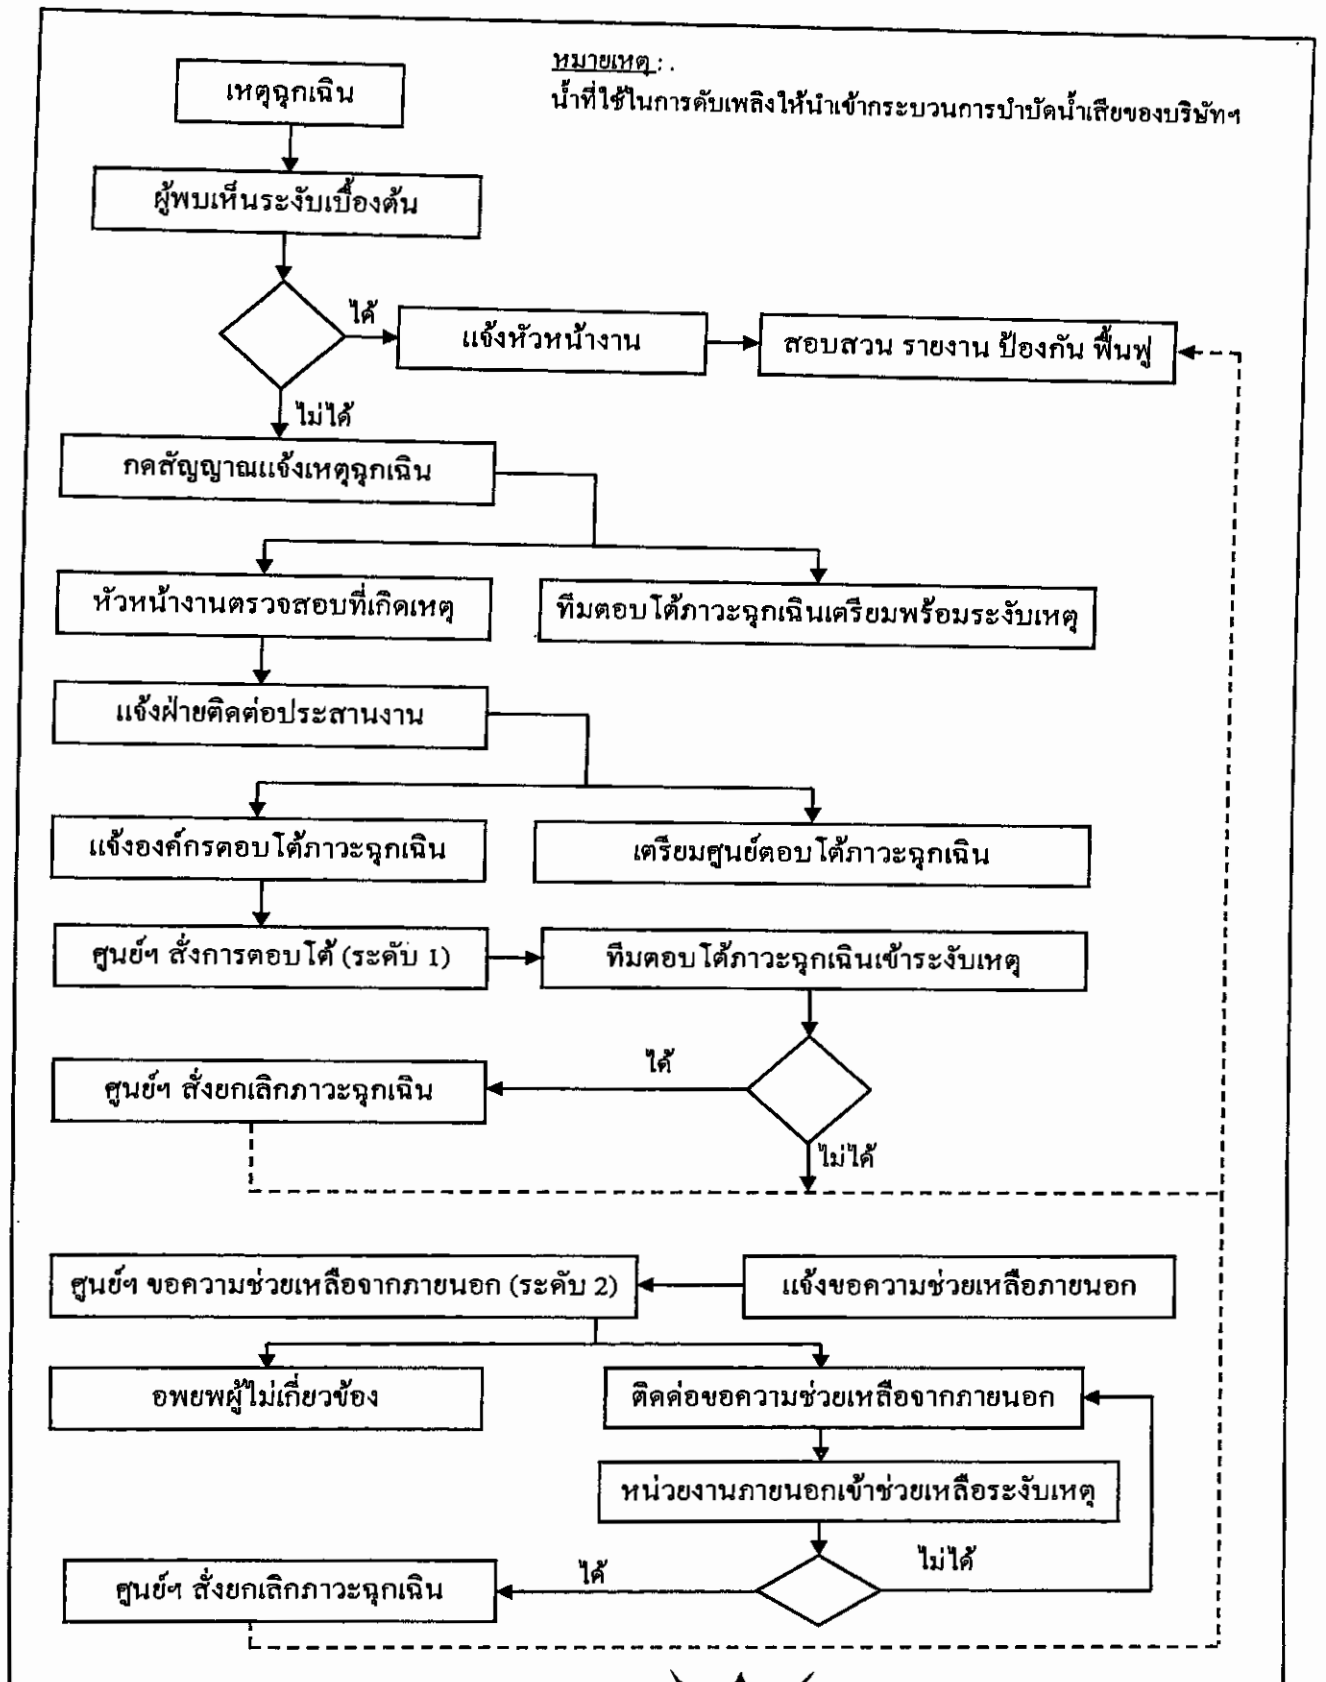 หมายเหตุ : .
น้ำที่ใช้ในการดับเพลิงให้นำเข้ากระบวนการบำบัดน้ำเสียของบริษัทฯ
เหตุฉุกเฉิน
ผู้พบเห็นระงับเบื้องต้น
ได้
แจ้งหัวหน้างาน
สอบสวน รายงาน ป้องกัน ฟื้นฟู
ไม่ได้
กดสัญญาณแจ้งเหตุฉุกเฉิน
หัวหน้างานตรวจสอบที่เกิดเหตุ
ทีมตอบโต้ภาวะฉุกเฉินเตรียมพร้อมระงับเหตุ
แจ้งฝ่ายติดต่อประสานงาน
แจ้งองค์กรตอบโต้ภาวะฉุกเฉิน
เตรียมศูนย์ตอบโต้ภาวะฉุกเฉิน
ศูนย์ฯ สั่งการตอบโต้ (ระดับ 1)
ทีมตอบโต้ภาวะฉุกเฉินเข้าระงับเหตุ
ได้
ศูนย์ฯ สั่งยกเลิกภาวะฉุกเฉิน
ไม่ได้
ศูนย์ฯ ขอความช่วยเหลือจากภายนอก (ระดับ 2)
แจ้งขอความช่วยเหลือภายนอก
อพยพผู้ไม่เกี่ยวข้อง
ติดต่อขอความช่วยเหลือจากภายนอก
หน่วยงานภายนอกเข้าช่วยเหลือระงับเหตุ
ไม่ได้
ได้
ศูนย์ฯ สั่งยกเลิกภาวะฉุกเฉิน